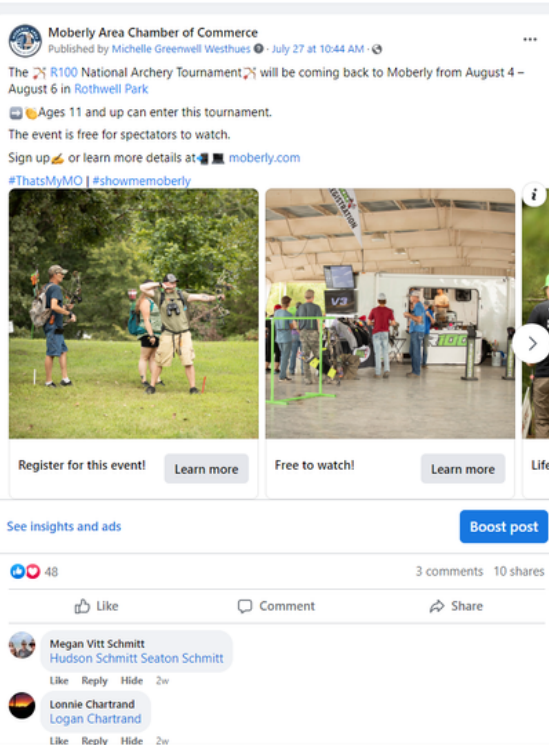 Moberly Area Chamber of Commerce
Published by Michelle Greenwell Westhues · July 27 at 10:44 AM ·
The R100 National Archery Tournament will be coming back to Moberly from August 4 –
August 6 in Rothwell Park
Ages 11 and up can enter this tournament.
The event is free for spectators to watch.
Sign up or learn more details at moberly.com
#ThatsMyMO | #showmemoberly
REGISTRATION
V3
R100
Register for this event!
Learn more
Free to watch!
Learn more
Life
See insights and ads
Boost post
48
3 comments 10 shares
Like
Comment
Share
Megan Vitt Schmitt
Hudson Schmitt Seaton Schmitt
Like Reply Hide 2w
Lonnie Chartrand
Logan Chartrand
Like Reply Hide 2w